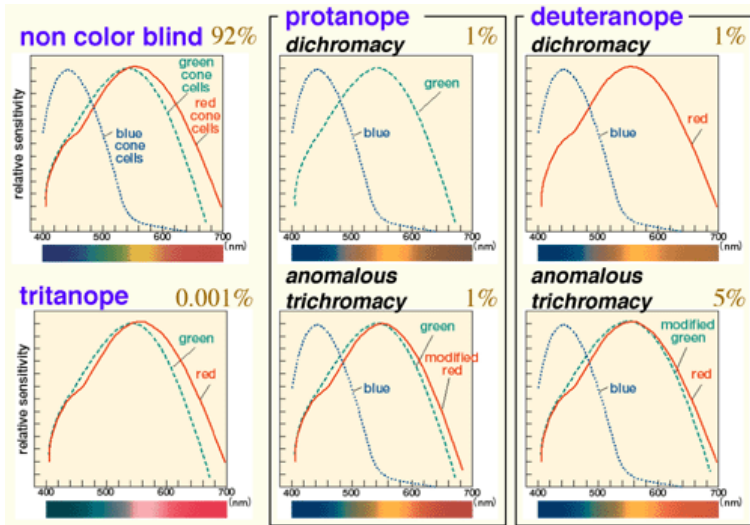 non color blind 92%
green
cone
cells
red
cone
cells
blue
cone
cells
relative sensitivity
400 500 600 700
(nm)
protanope
dichromacy 1%
green
blue
400 500 600 700
(nm)
deuteranope
dichromacy 1%
red
400 500 600 700
(nm)
tritanope 0.001%
green
red
relative sensitivity
400 500 600 700
(nm)
anomalous
trichromacy 1%
green
modified
red
blue
400 500 600 700
(nm)
anomalous
trichromacy 5%
modified
green
red
blue
400 500 600 700
(nm)